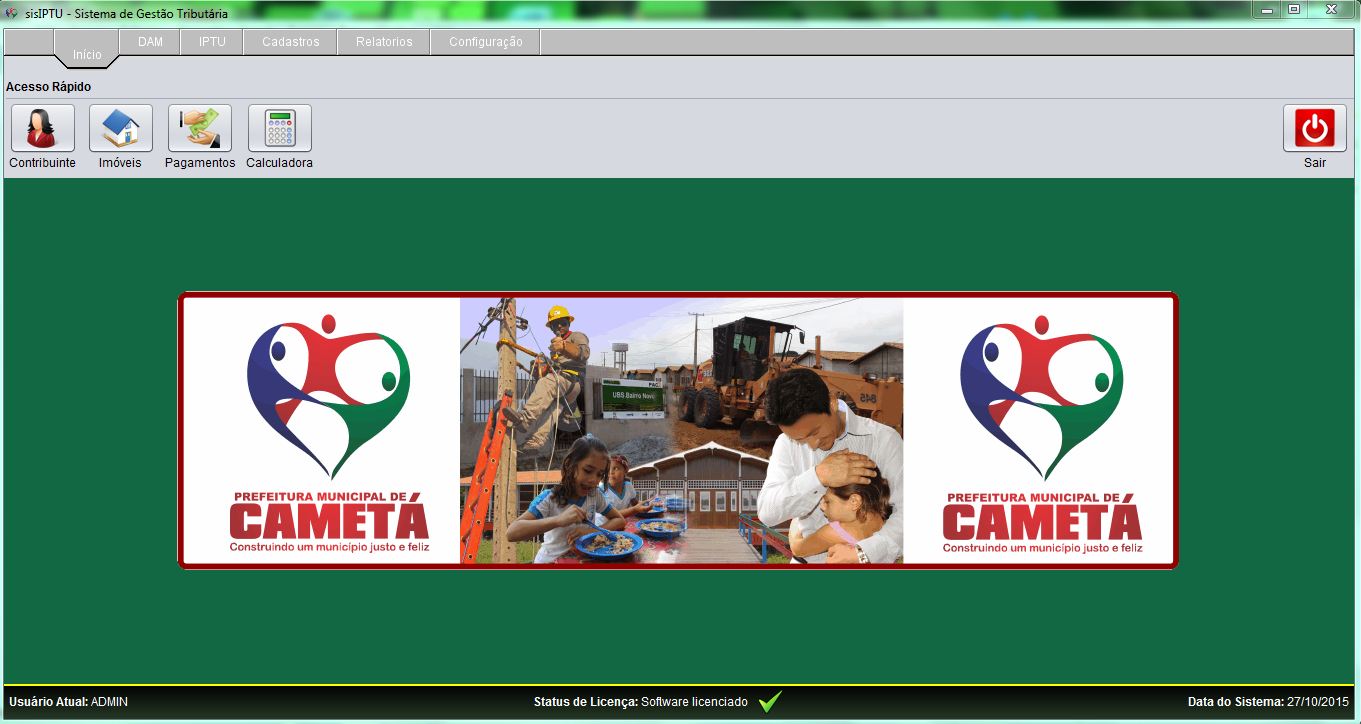 sisIPTU - Sistema de Gestão Tributária
Início
DAM
IPTU
Cadastros
Relatorios
Configuração
Acesso Rápido
Contribuinte
Imóveis
Pagamentos
Calculadora
Sair
PREFEITURA MUNICIPAL DE
CAMETÁ
Construindo um município justo e feliz
PAC
UBS.Bairro Novo
845
PREFEITURA MUNICIPAL DE
CAMETÁ
Construindo um município justo e feliz
Usuário Atual: ADMIN
Status de Licença: Software licenciado
Data do Sistema: 27/10/2015